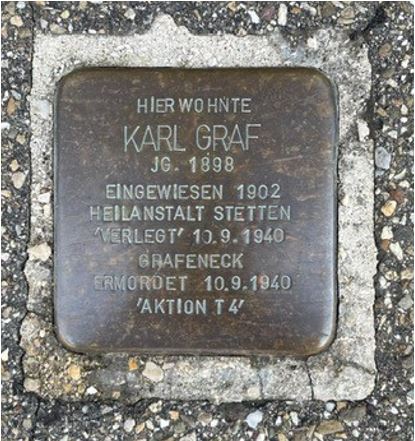 HIER WOHNTE
KARL GRAF
JG. 1898
EINGEWIESEN 1902
HEILANSTALT STETTEN
'VERLEGT' 10.9.1940
GRAFENECK
ERMORDET 10.9.1940
'AKTION T4'